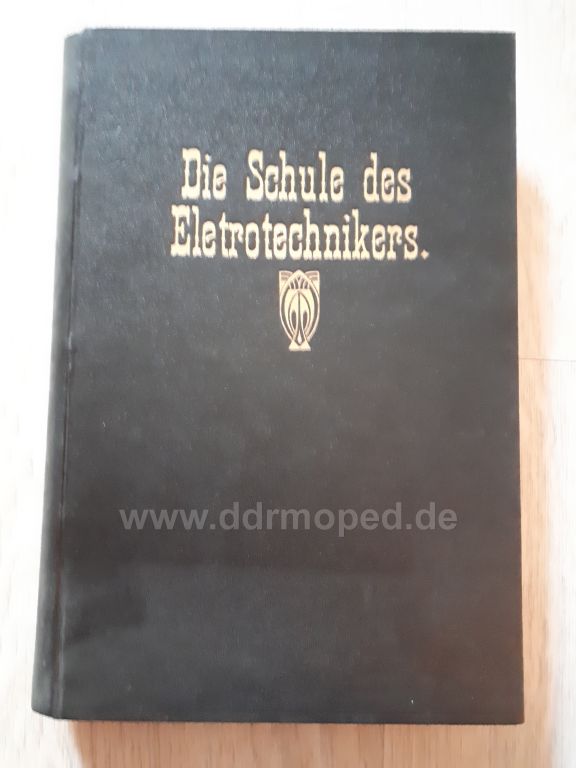 Die Schule des
Eletrotechnikers.
www.ddrmoped.de